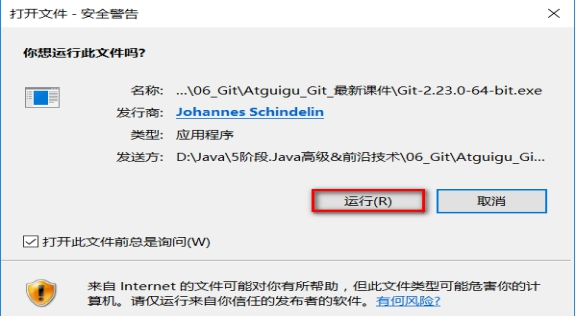 打开文件 - 安全警告
你想运行此文件吗?
名称: ...\06_Git\Atguigu_Git_最新课件\Git-2.23.0-64-bit.exe
发行商: Johannes Schindelin
类型: 应用程序
发送方: D:\Java\5阶段.Java高级&前沿技术\06_Git\Atguigu_Gi...
运行(R) 取消
打开此文件前总是询问(W)
来自 Internet 的文件可能对你有所帮助，但此文件类型可能危害你的计
算机。请仅运行来自你信任的发布者的软件。有何风险?